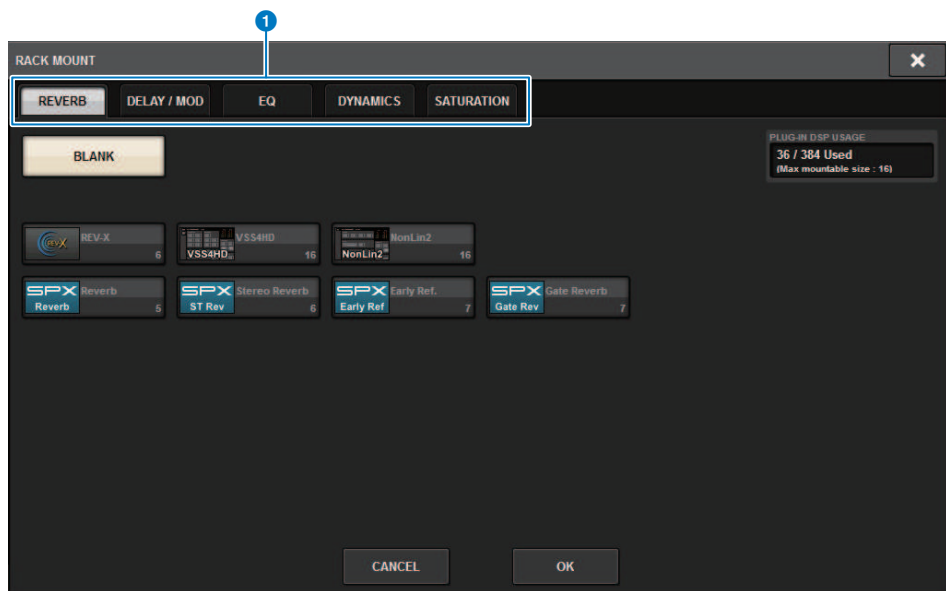 1
RACK MOUNT
REVERB DELAY / MOD EQ DYNAMICS SATURATION
BLANK
PLUG-IN DSP USAGE
36 / 384 Used
(Max mountable size : 16)
REV-X REV-X 6
VSS4HD VSS4HD 16
NonLin2 NonLin2 16
SPX Reverb Reverb 5
SPX ST Rev Stereo Reverb 6
SPX Early Ref Early Ref. 7
SPX Gate Rev Gate Reverb 7
CANCEL OK